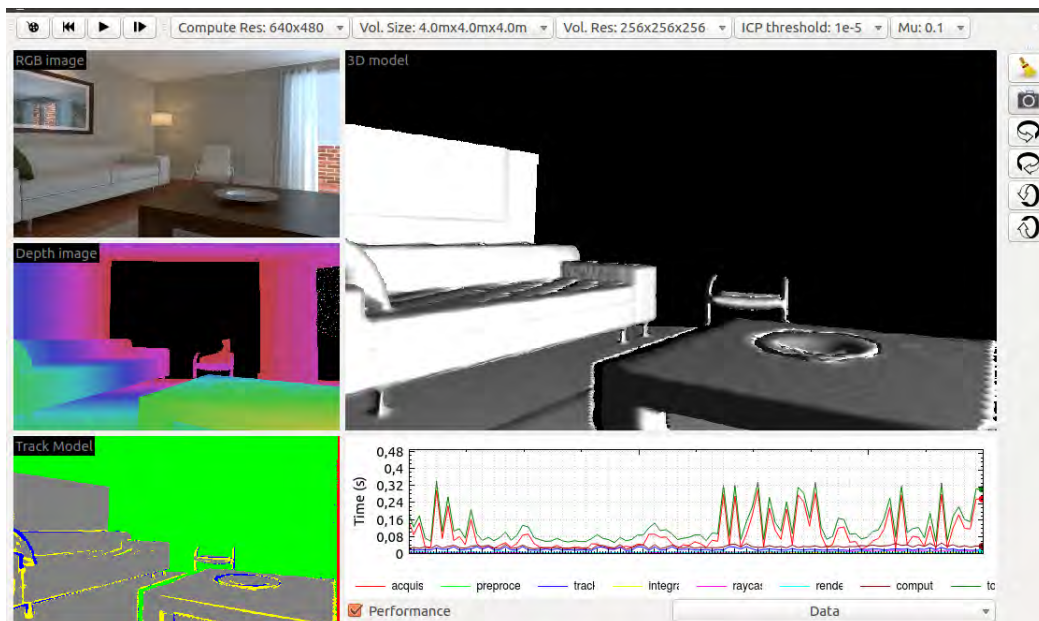 Compute Res: 640x480 Vol. Size: 4.0mx4.0mx4.0m Vol. Res: 256x256x256 ICP threshold: 1e-5 Mu: 0.1
RGB image
3D model
Depth image
Track Model
Time (s)
0,48
0,4
0,32
0,24
0,16
0,08
0
acquis preproce track integra raycas rende comput to
Performance Data